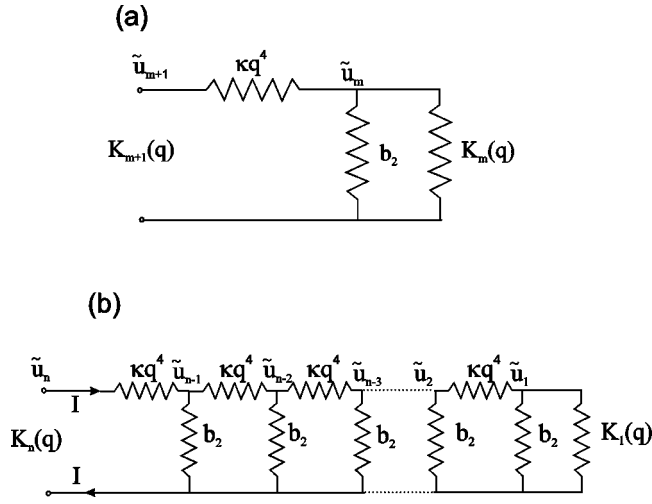 (a)
ũₘ₊₁ κq⁴ ũₘ
Kₘ₊₁(q) b₂ Kₘ(q)
(b)
ũₙ κq⁴ ũₙ₋₁ κq⁴ ũₙ₋₂ κq⁴ ũₙ₋₃ ũ₂ κq⁴ ũ₁
I
Kₙ(q) b₂ b₂ b₂ b₂ b₂ K₁(q)
I